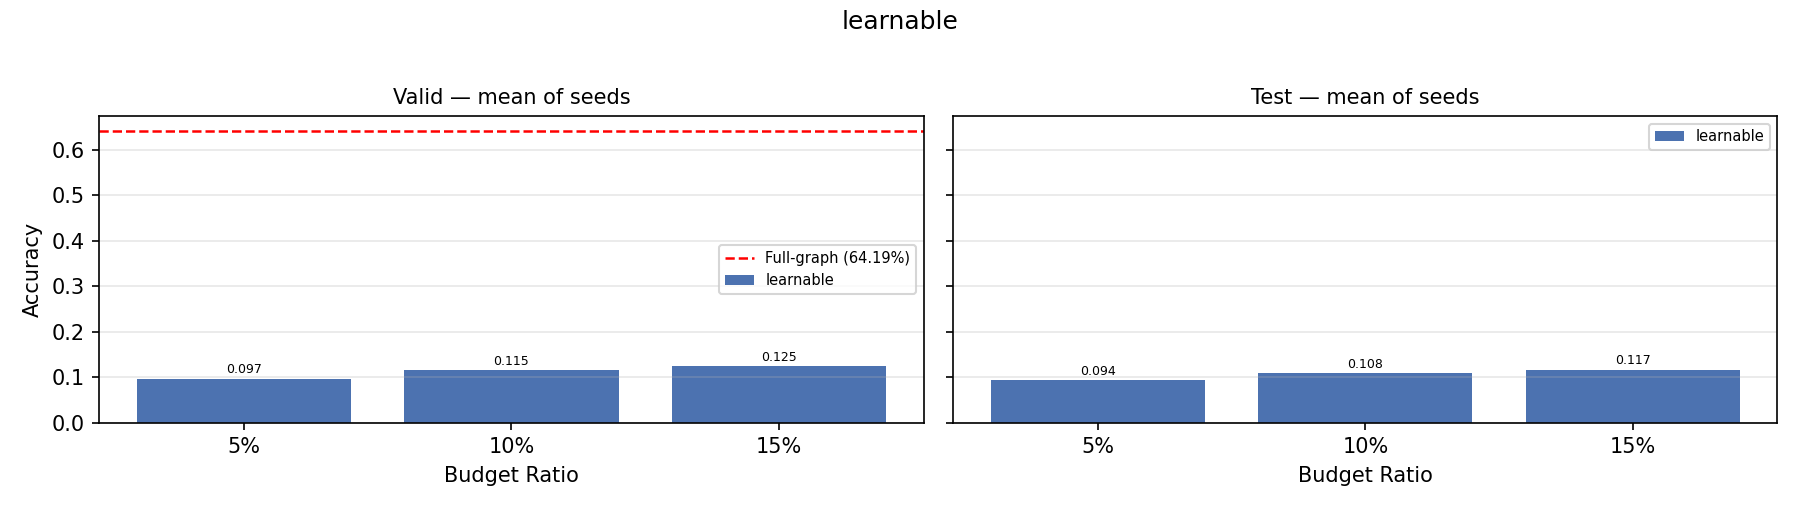 learnable
Valid — mean of seeds
Accuracy
0.6
0.5
0.4
0.3
0.2
0.1
0.0
Full-graph (64.19%)
learnable
0.097
0.115
0.125
5%
10%
15%
Budget Ratio
Test — mean of seeds
learnable
0.094
0.108
0.117
5%
10%
15%
Budget Ratio